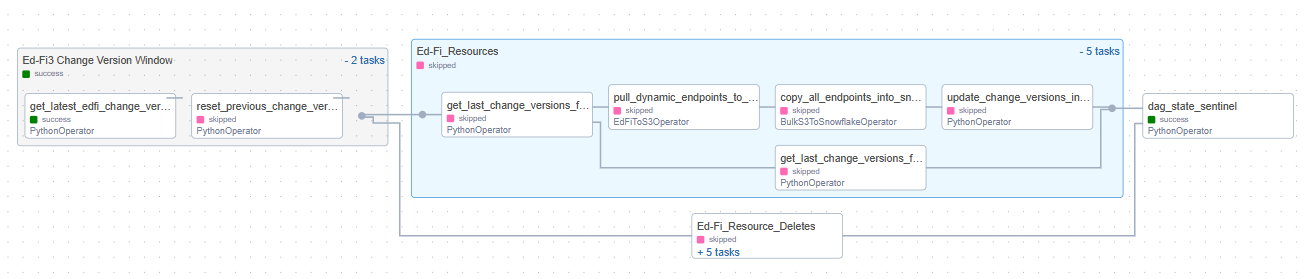 Ed-Fi3 Change Version Window
- 2 tasks
success
get_latest_edfi_change_ver...
success
PythonOperator
reset_previous_change_ver...
skipped
PythonOperator
Ed-Fi_Resources
- 5 tasks
skipped
get_last_change_versions_f...
skipped
PythonOperator
pull_dynamic_endpoints_to_...
skipped
EdFiToS3Operator
copy_all_endpoints_into_sn...
skipped
BulkS3ToSnowflakeOperator
update_change_versions_in...
skipped
PythonOperator
get_last_change_versions_f...
skipped
PythonOperator
Ed-Fi_Resource_Deletes
skipped
+ 5 tasks
dag_state_sentinel
success
PythonOperator